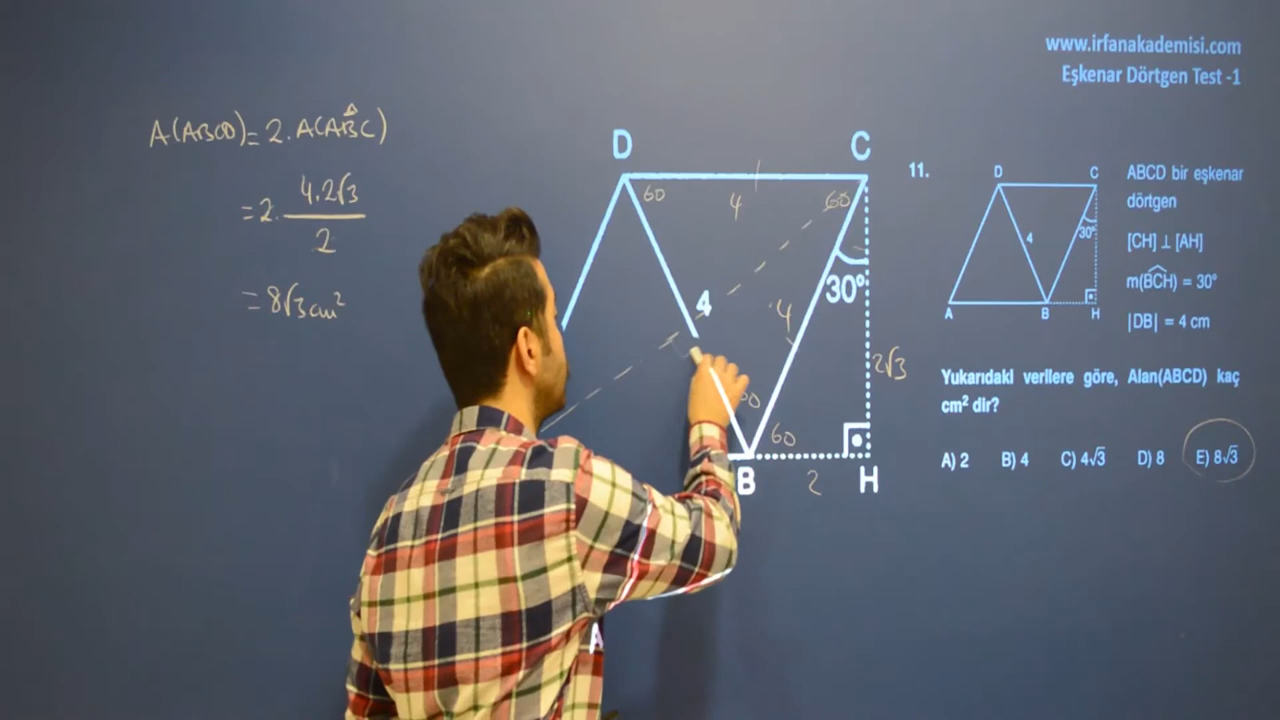 www.irfanakademisi.com
Eşkenar Dörtgen Test -1
A(ABCD) = 2. A(ABC)
= 2. 4.2√3
2
= 8√3 cm²
D
C
60
4
60
4
4
30°
2√3
60
B
2
H
11.
D
C
4
30°
A
B
H
ABCD bir eşkenar
dörtgen
[CH] ⊥ [AH]
m(BCH) = 30°
|DB| = 4 cm
Yukarıdaki verilere göre, Alan(ABCD) kaç
cm² dir?
A) 2 B) 4 C) 4√3 D) 8 E) 8√3